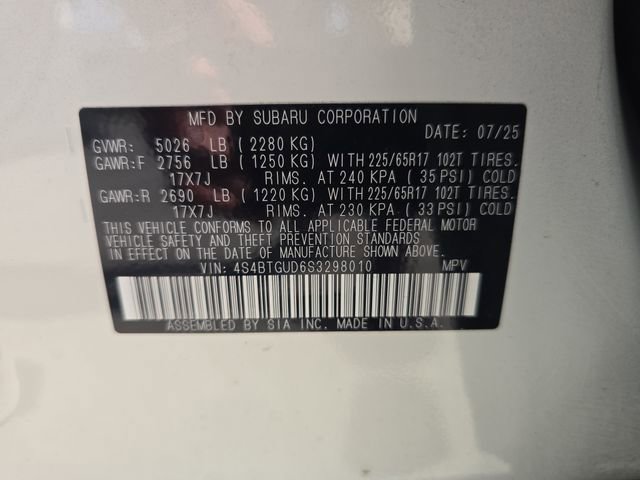 MFD BY SUBARU CORPORATION
DATE: 07/25
GVWR: 5026 LB (2280 KG)
GAWR:F 2756 LB (1250 KG) WITH 225/65R17 102T TIRES.
17X7J RIMS. AT 240 KPA (35 PSI) COLD
GAWR:R 2690 LB (1220 KG) WITH 225/65R17 102T TIRES.
17X7J RIMS. AT 230 KPA (33 PSI) COLD
THIS VEHICLE CONFORMS TO ALL APPLICABLE FEDERAL MOTOR
VEHICLE SAFETY AND THEFT PREVENTION STANDARDS
IN EFFECT ON THE DATE OF MANUFACTURE SHOWN ABOVE.
VIN: 4S4BTGUD6S3298010 MPV
ASSEMBLED BY SIA INC. MADE IN U.S.A.